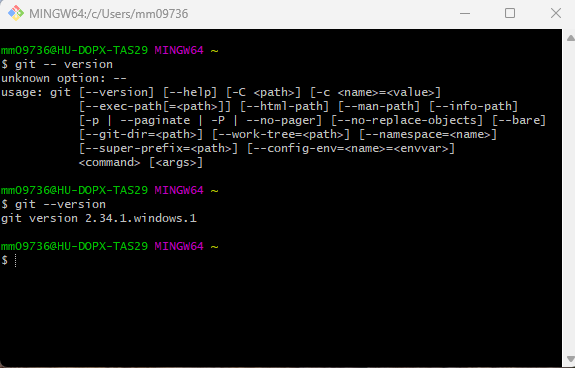 MINGW64:/c/Users/mm09736
mm09736@HU-DOPX-TAS29 MINGW64 ~
$ git -- version
unknown option: --
usage: git [--version] [--help] [-C <path>] [-c <name>=<value>]
           [--exec-path[=<path>]] [--html-path] [--man-path] [--info-path]
           [-p | --paginate | -P | --no-pager] [--no-replace-objects] [--bare]
           [--git-dir=<path>] [--work-tree=<path>] [--namespace=<name>]
           [--super-prefix=<path>] [--config-env=<name>=<envvar>]
           <command> [<args>]
mm09736@HU-DOPX-TAS29 MINGW64 ~
$ git --version
git version 2.34.1.windows.1
mm09736@HU-DOPX-TAS29 MINGW64 ~
$